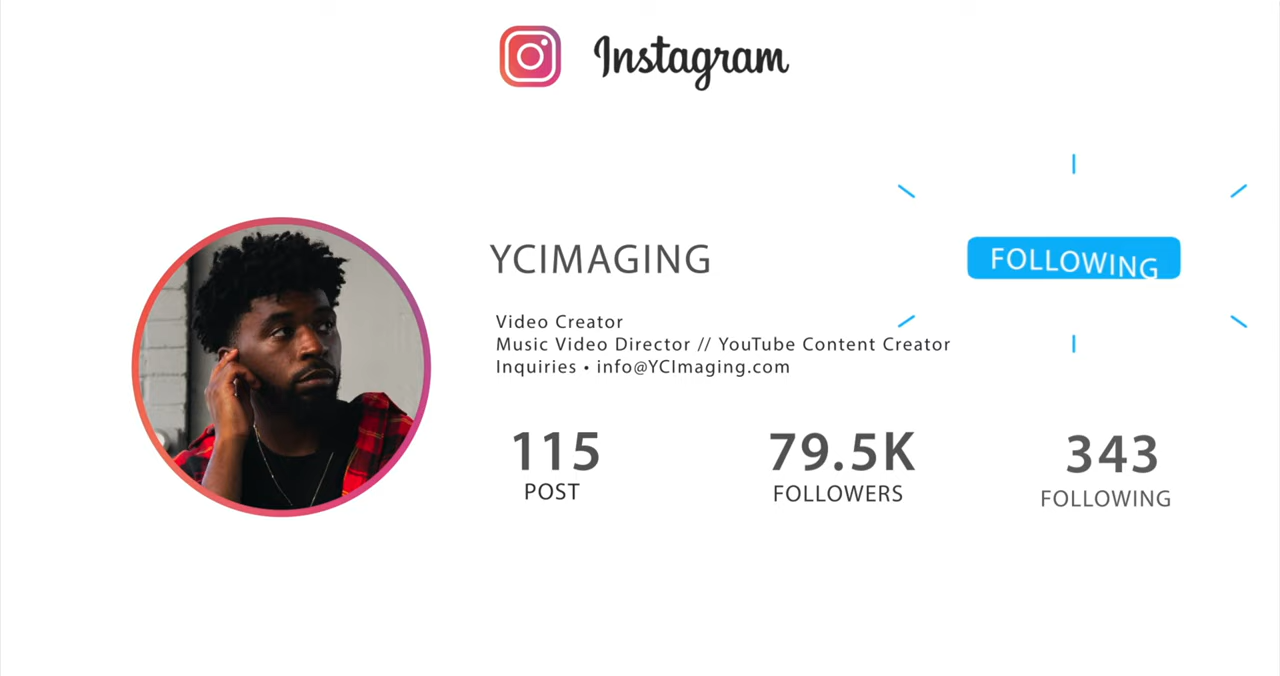 Instagram
YCIMAGING
FOLLOWING
Video Creator
Music Video Director // YouTube Content Creator
Inquiries • info@YCImaging.com
115
POST
79.5K
FOLLOWERS
343
FOLLOWING